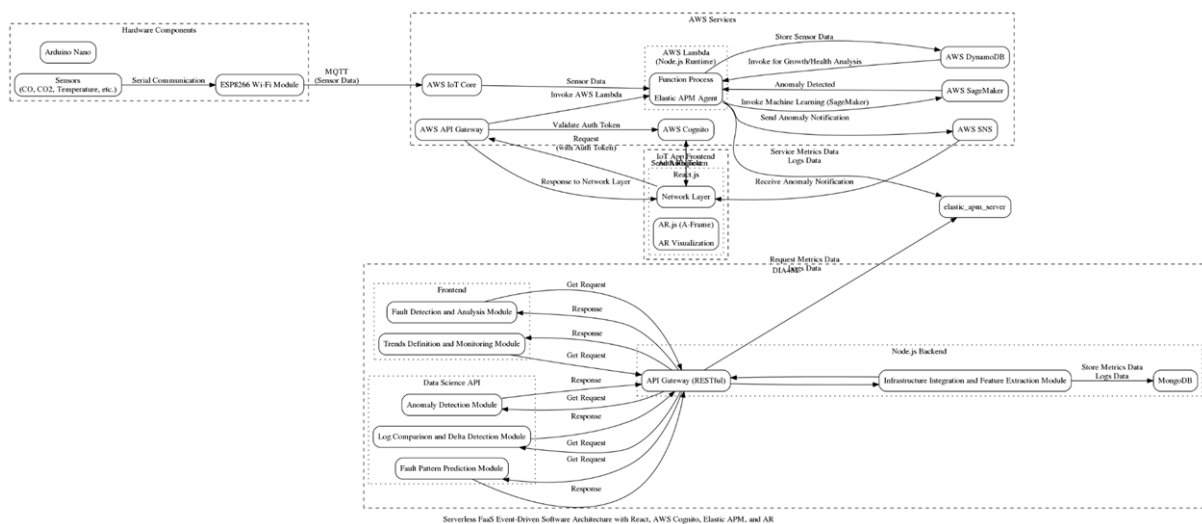 Hardware Components
Arduino Nano
Sensors
(CO, CO2, Temperature, etc.)
Serial Communication
ESP8266 Wi-Fi Module
MQTT
(Sensor Data)
AWS Services
AWS IoT Core
Sensor Data
Invoke AWS Lambda
AWS API Gateway
Validate Auth Token
AWS Cognito
Request
(with Auth Token)
Response to Network Layer
AWS Lambda
(Node.js Runtime)
Function Process
Elastic APM Agent
Store Sensor Data
AWS DynamoDB
Invoke for Growth/Health Analysis
Anomaly Detected
AWS SageMaker
Invoke Machine Learning (SageMaker)
Send Anomaly Notification
AWS SNS
Service Metrics Data
Logs Data
Receive Anomaly Notification
IoT App Frontend
React.js
Network Layer
AR.js (A-Frame)
AR Visualization
elastic_apm_server
Request Metrics Data
Logs Data
Frontend
Fault Detection and Analysis Module
Get Request
Response
Trends Definition and Monitoring Module
Response
Get Request
Data Science API
Anomaly Detection Module
Response
Get Request
Log Comparison and Delta Detection Module
Response
Get Request
Fault Pattern Prediction Module
Get Request
Response
Node.js Backend
API Gateway (RESTful)
Infrastructure Integration and Feature Extraction Module
Store Metrics Data
Logs Data
MongoDB
Serverless FaaS Event-Driven Software Architecture with React, AWS Cognito, Elastic APM, and AR